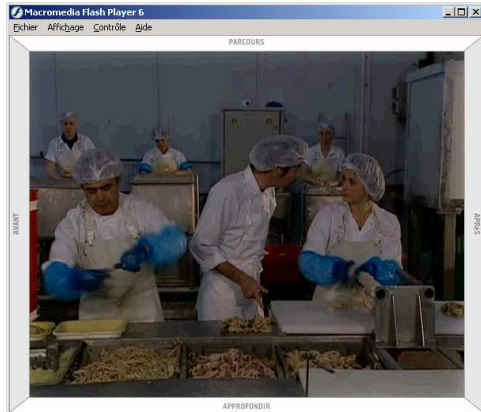 Macromedia Flash Player 6
Fichier Affichage Contrôle Aide
PARCOURS
AVANT
APRèS
APPROFONDIR